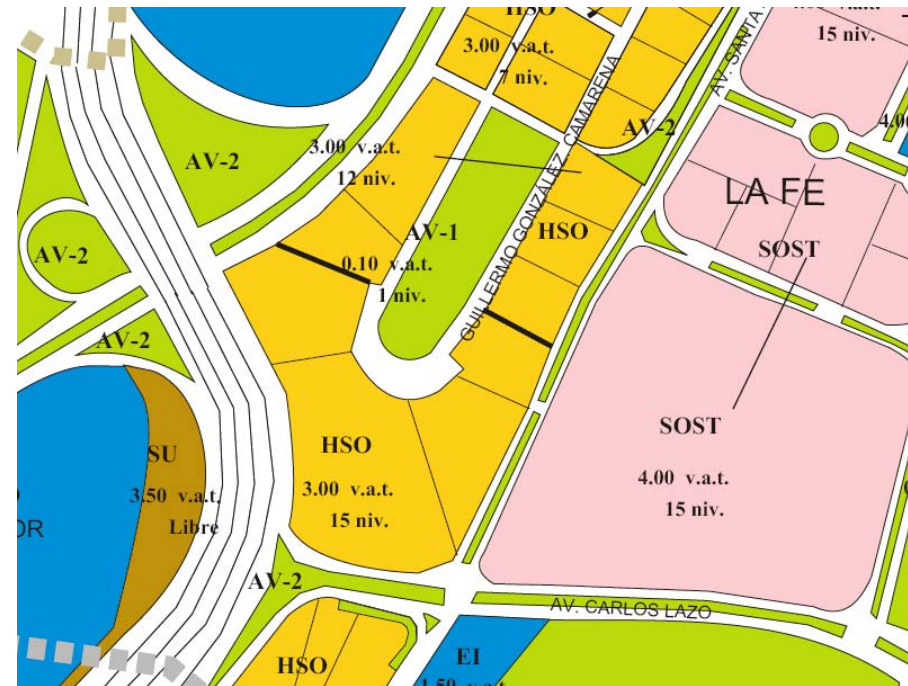 HSO
3.00 v.a.t.
7 niv.
15 niv.
AV. SANTA
AV-2
AV-2
3.00 v.a.t.
12 niv.
LA FE
SOST
GUILLERMO GONZÁLEZ CAMARENA
AV-1
HSO
AV-2
0.10 v.a.t.
1 niv.
AV-2
SOST
4.00 v.a.t.
15 niv.
SU
3.50 v.a.t.
Libre
HSO
3.00 v.a.t.
15 niv.
OR
AV-2
AV. CARLOS LAZO
HSO
EI
1.50 v.a.t.